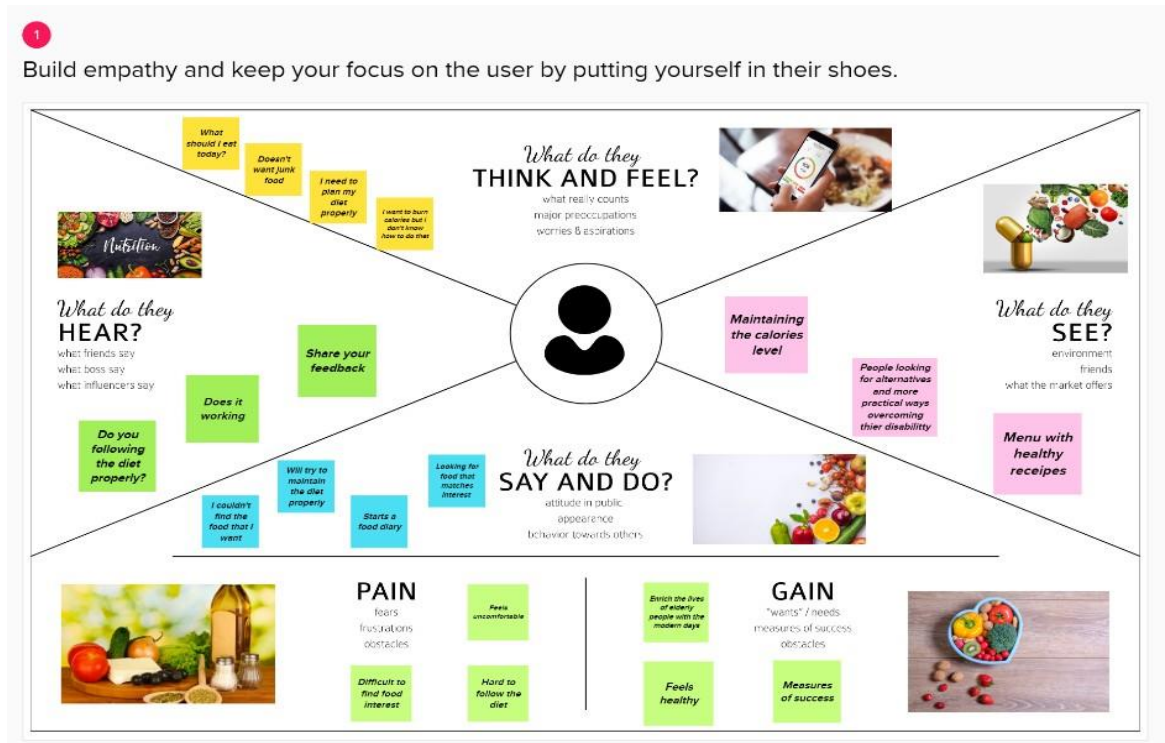 1
Build empathy and keep your focus on the user by putting yourself in their shoes.
What
should I eat
today?
Doesn't
want junk
food
I need to
plan my
diet
properly
I want to burn
calories but I
don't know
how to do that
What do they
THINK AND FEEL?
what really counts
major preoccupations
worries & aspirations
Nutrition
What do they
HEAR?
what friends say
what boss say
what influencers say
Share your
feedback
Does it
working
Do you
following
the diet
properly?
What do they
SEE?
environment
friends
what the market offers
Maintaining
the calories
level
People looking
for alternatives
and more
practical ways
overcoming
thier disabilitty
Menu with
healthy
receipes
What do they
SAY AND DO?
attitude in public
appearance
behavior towards others
I couldn't
find the
food that I
want
Will try to
maintain
the diet
properly
Starts a
food diary
Looking for
food that
matches
interest
PAIN
fears
frustrations
obstacles
Feels
uncomfortable
Difficult to
find food
interest
Hard to
follow the
diet
GAIN
"wants" / needs
measures of success
obstacles
Enrich the lives
of elderly
people with the
modern days
Feels
healthy
Measures
of success